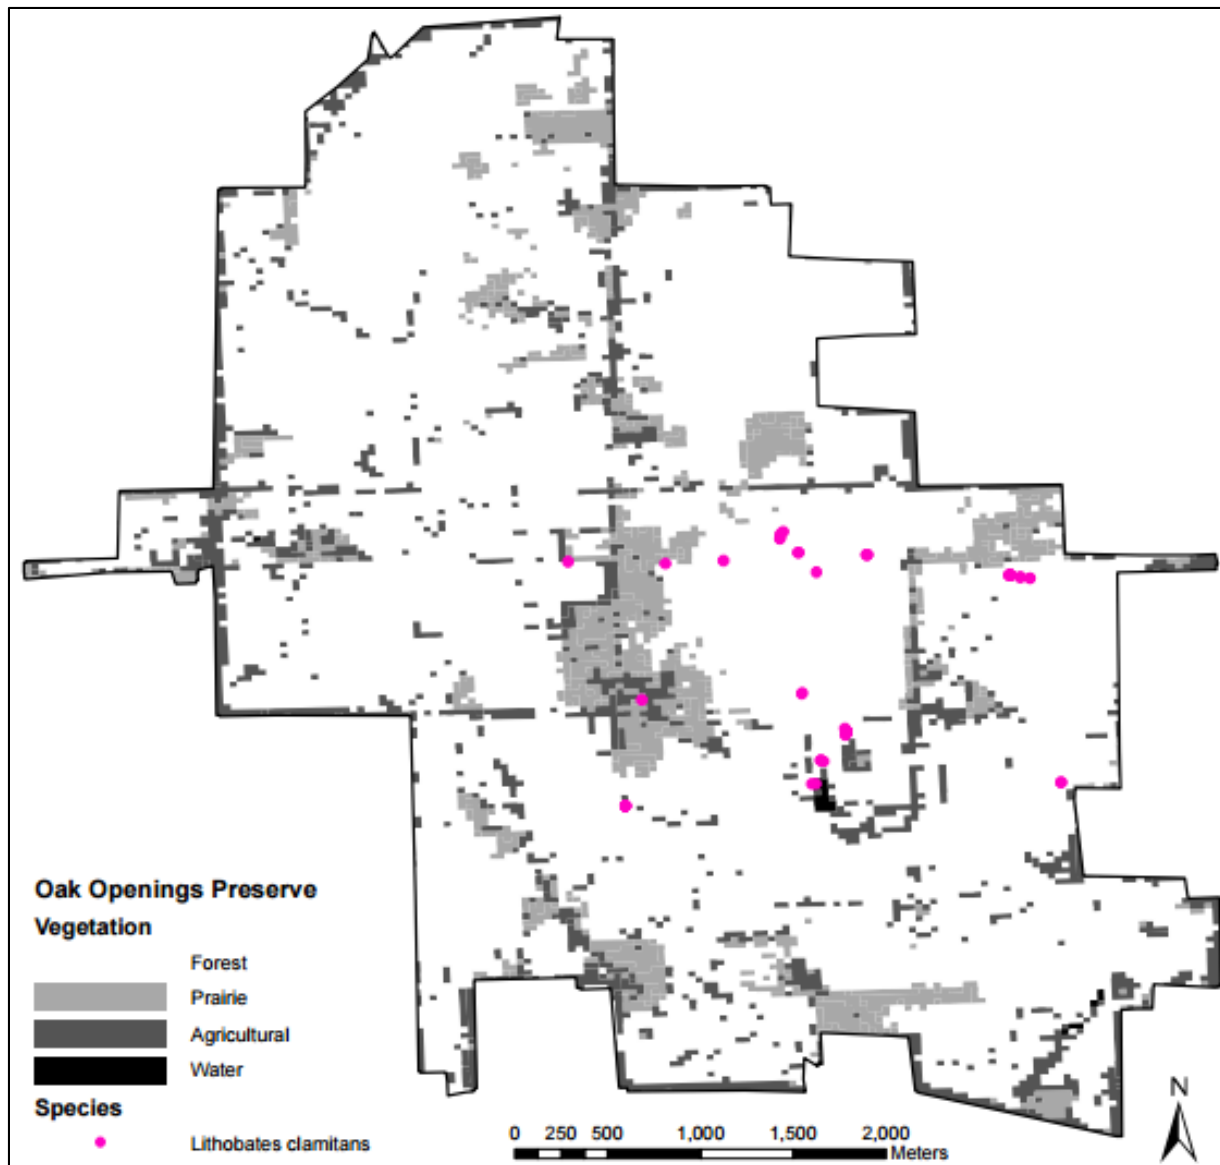 Oak Openings Preserve
Vegetation
Forest
Prairie
Agricultural
Water
Species
Lithobates clamitans
0 250 500 1,000 1,500 2,000
Meters
N